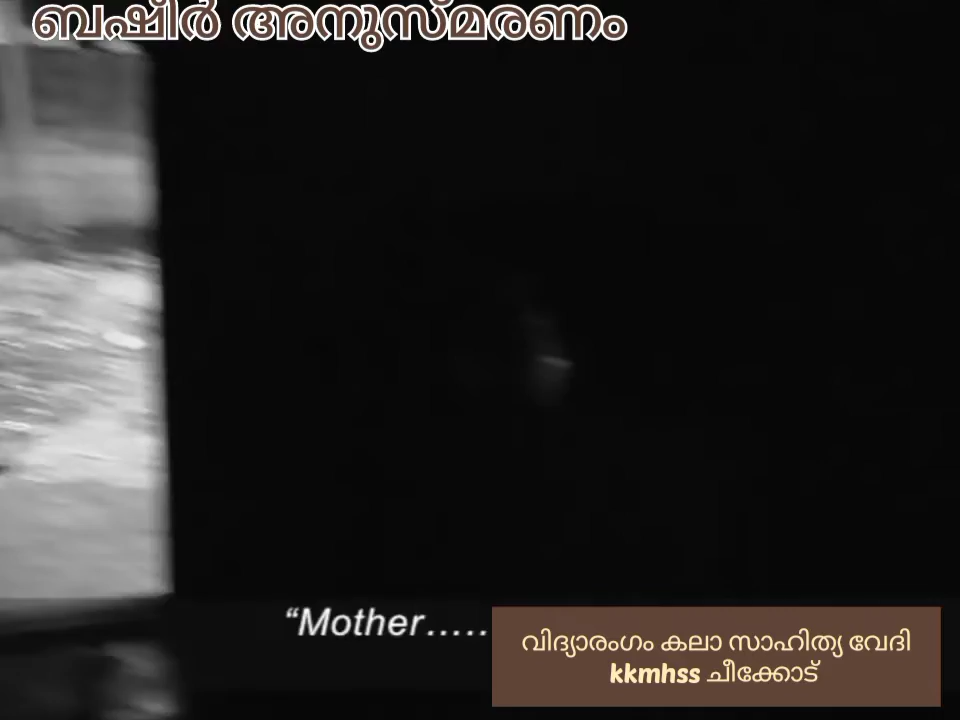 ബഷീർ അനുസ്മരണം
“Mother.....
വിദ്യാരംഗം കലാ സാഹിത്യ വേദി
kkmhss ചീക്കോട്